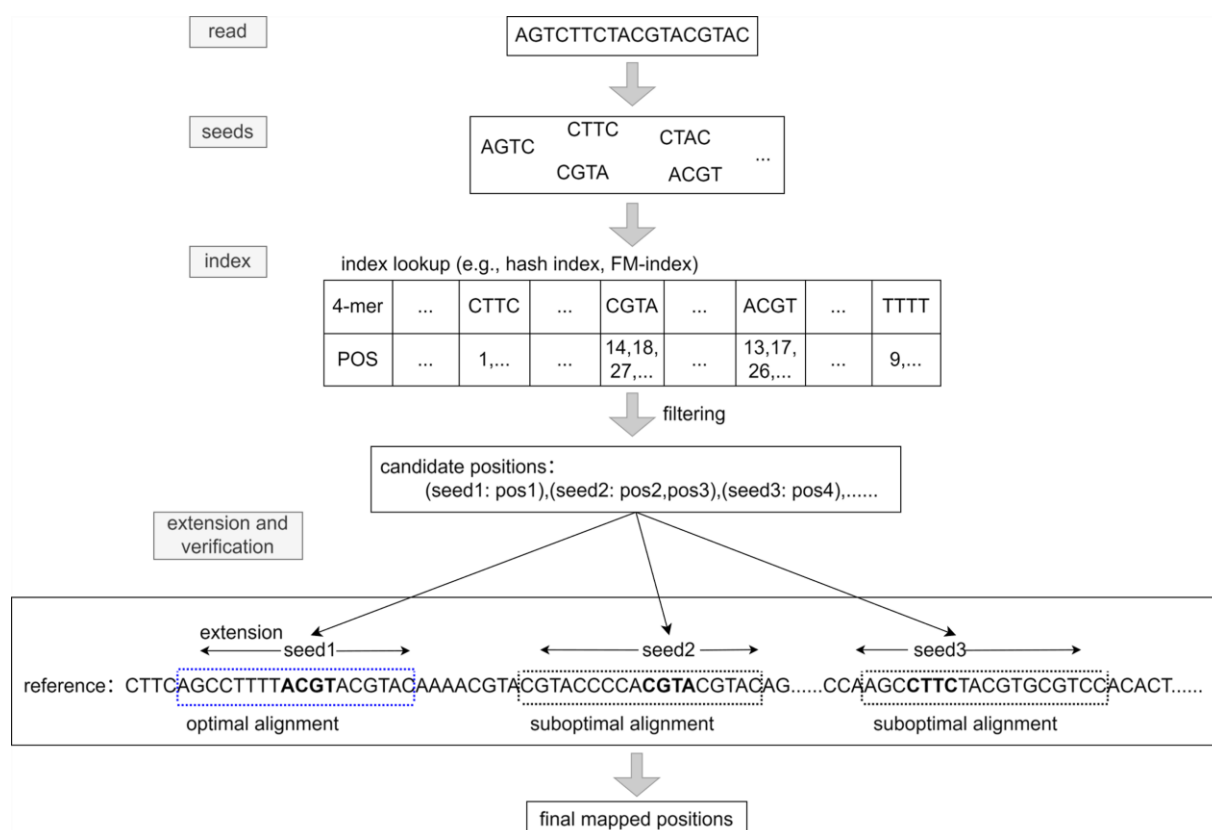 read
AGTCTTCTACGTACGTAC
seeds
AGTC
CTTC
CTAC
CGTA
ACGT
...
index
index lookup (e.g., hash index, FM-index)
4-mer ... CTTC ... CGTA ... ACGT ... TTTT
POS ... 1,... ... 14,18, ... 13,17, ... 9,...
27,... 26,...
filtering
candidate positions:
(seed1: pos1),(seed2: pos2,pos3),(seed3: pos4),......
extension and
verification
extension
seed1 seed2 seed3
reference: CTTCAGCCTTTTACGTACGTACAAAACGTACGTACCCCACGTACGTACAG......CCAAGCCTTCTACGTGCGTCCACACT......
optimal alignment suboptimal alignment suboptimal alignment
final mapped positions